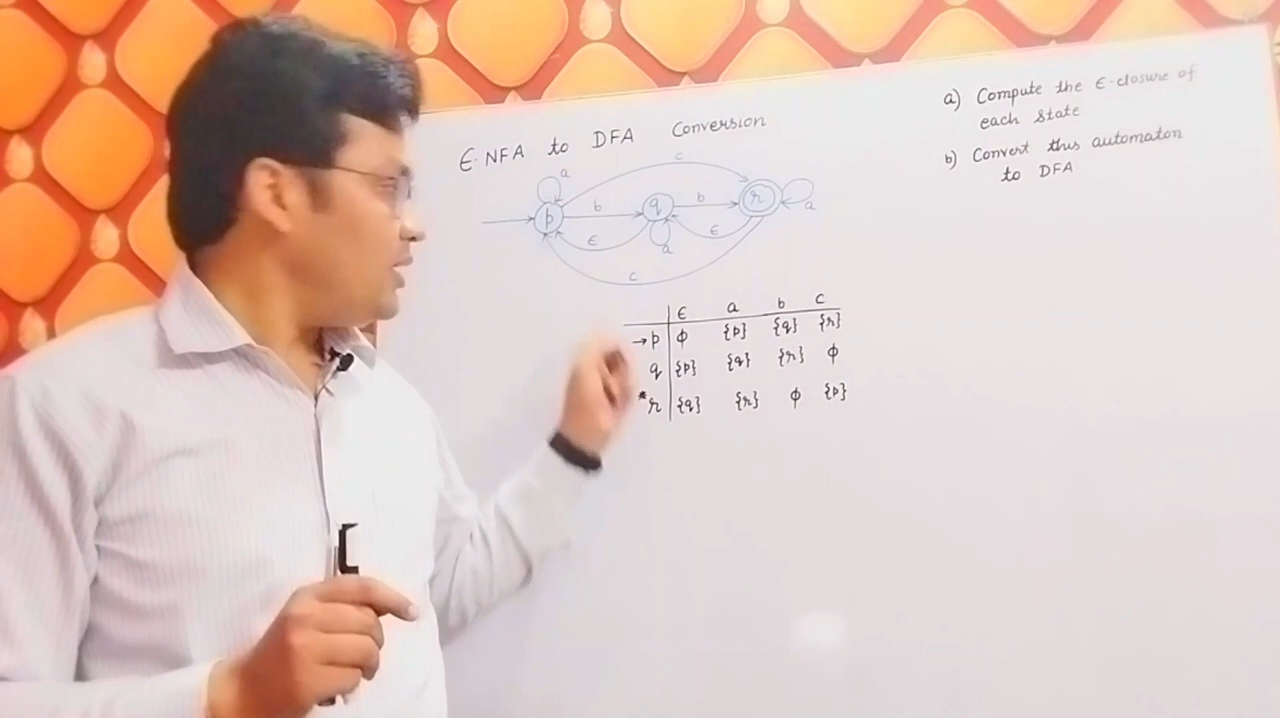 ϵ-NFA to DFA Conversion
a) Compute the ϵ-closure of
each state
b) Convert this automaton
to DFA
c
a
p b q b r a
ϵ a ϵ
c
ϵ a b c
→p ϕ {p} {q} {r}
q {p} {q} {r} ϕ
*r {q} {r} ϕ {p}